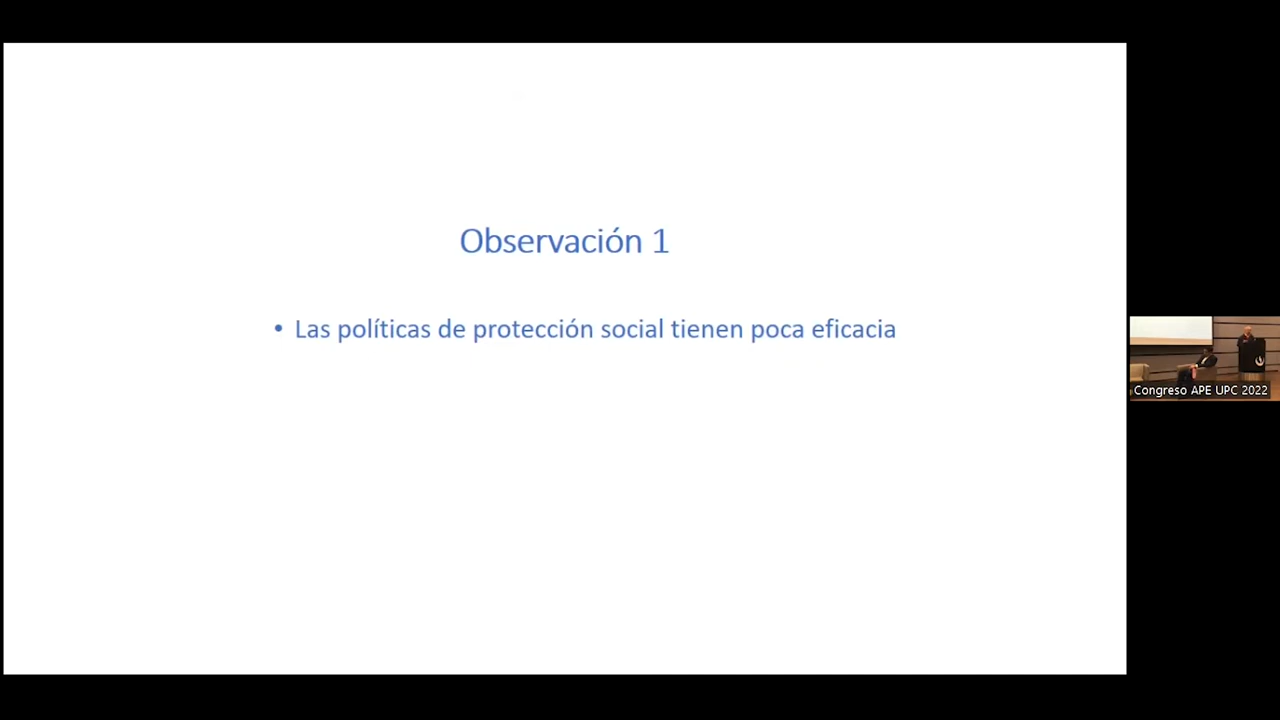 Observación 1
• Las políticas de protección social tienen poca eficacia
Congreso APE UPC 2022